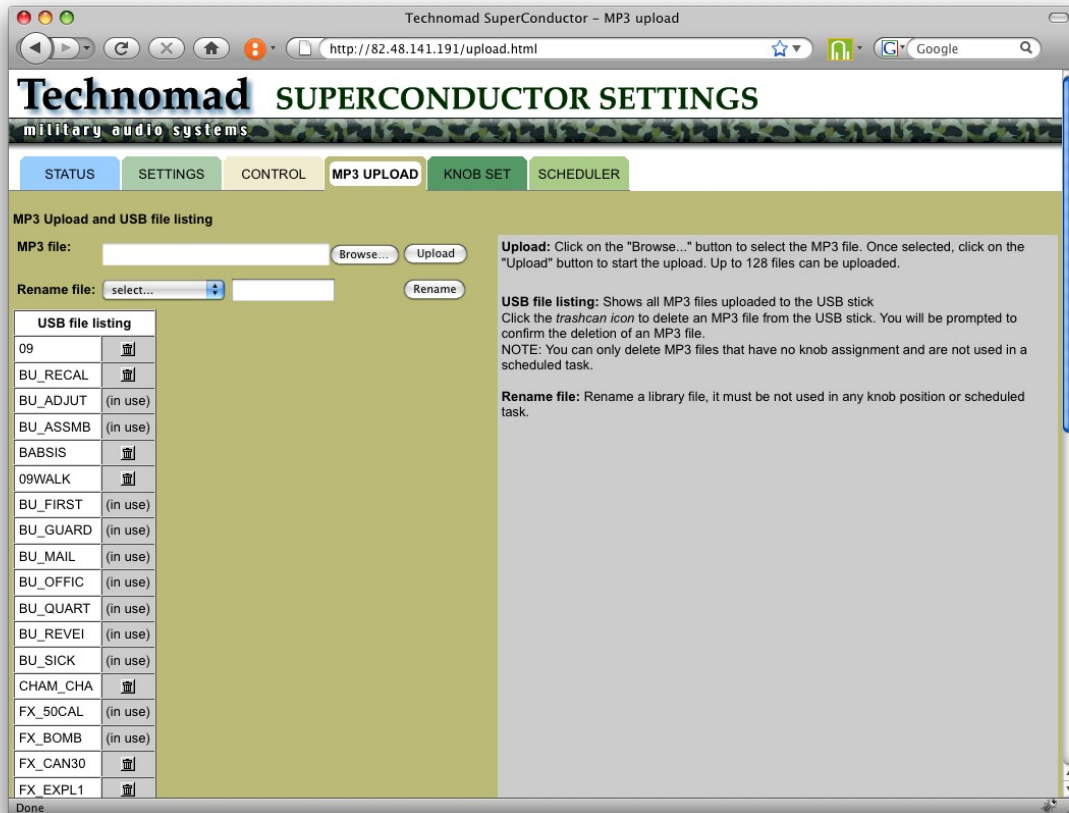 Technomad SuperConductor – MP3 upload
http://82.48.141.191/upload.html
G Google
Technomad SUPERCONDUCTOR SETTINGS
military audio systems
STATUS SETTINGS CONTROL MP3 UPLOAD KNOB SET SCHEDULER
MP3 Upload and USB file listing
MP3 file: Browse... Upload
Rename file: select... Rename
USB file listing
09
BU_RECAL
BU_ADJUT (in use)
BU_ASSMB (in use)
BABSIS
09WALK
BU_FIRST (in use)
BU_GUARD (in use)
BU_MAIL (in use)
BU_OFFIC (in use)
BU_QUART (in use)
BU_REVEI (in use)
BU_SICK (in use)
CHAM_CHA
FX_50CAL (in use)
FX_BOMB (in use)
FX_CAN30
FX_EXPL1
Upload: Click on the "Browse..." button to select the MP3 file. Once selected, click on the
"Upload" button to start the upload. Up to 128 files can be uploaded.
USB file listing: Shows all MP3 files uploaded to the USB stick
Click the trashcan icon to delete an MP3 file from the USB stick. You will be prompted to
confirm the deletion of an MP3 file.
NOTE: You can only delete MP3 files that have no knob assignment and are not used in a
scheduled task.
Rename file: Rename a library file, it must be not used in any knob position or scheduled
task.
Done